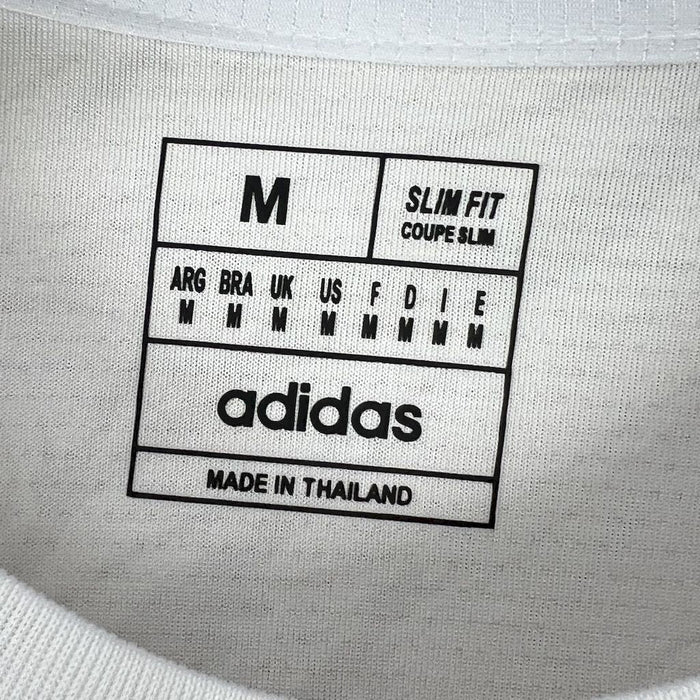 M
SLIM FIT
COUPE SLIM
ARG BRA UK US F D I E
M M M M M M M M
adidas
MADE IN THAILAND